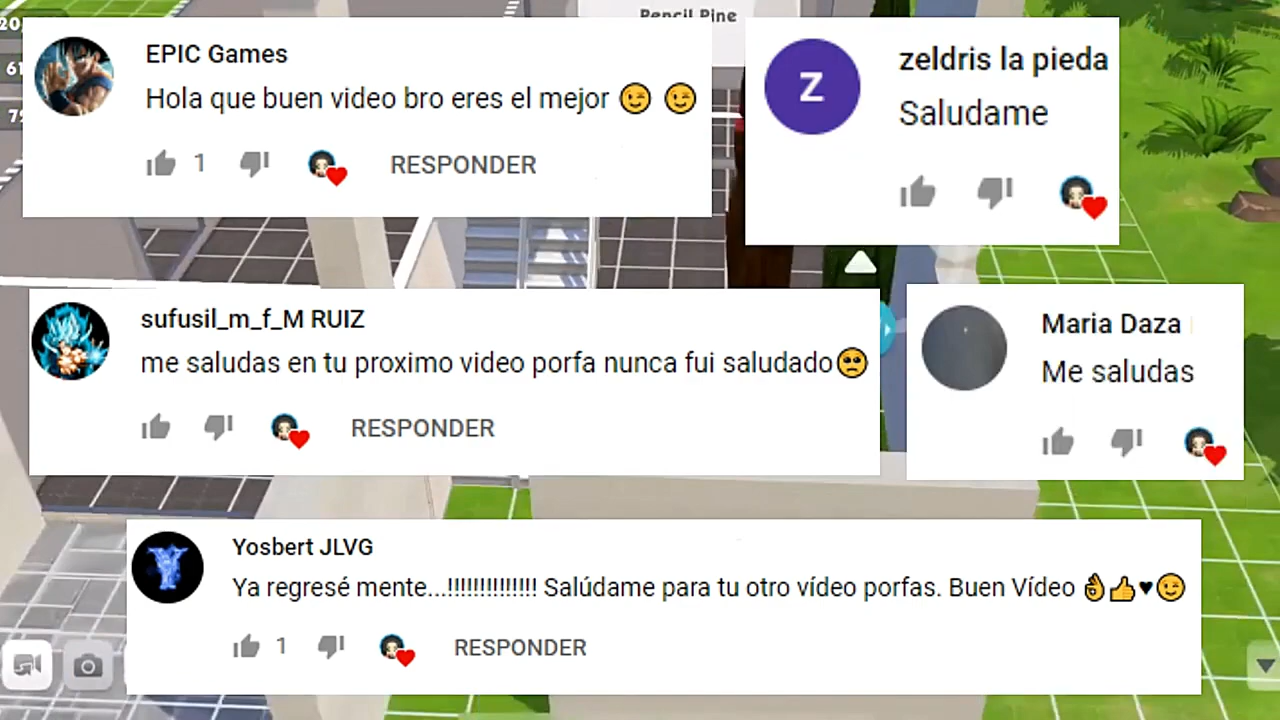 Pencil Pine
EPIC Games
Hola que buen video bro eres el mejor 😉 😉
1
RESPONDER
zeldris la pieda
Saludame
sufusil_m_f_M RUIZ
me saludas en tu proximo video porfa nunca fui saludado🥺
RESPONDER
Maria Daza
Me saludas
Yosbert JLVG
Ya regresé mente...!!!!!!!!!!!!!! Salúdame para tu otro vídeo porfas. Buen Vídeo 👌👍♥😉
1
RESPONDER